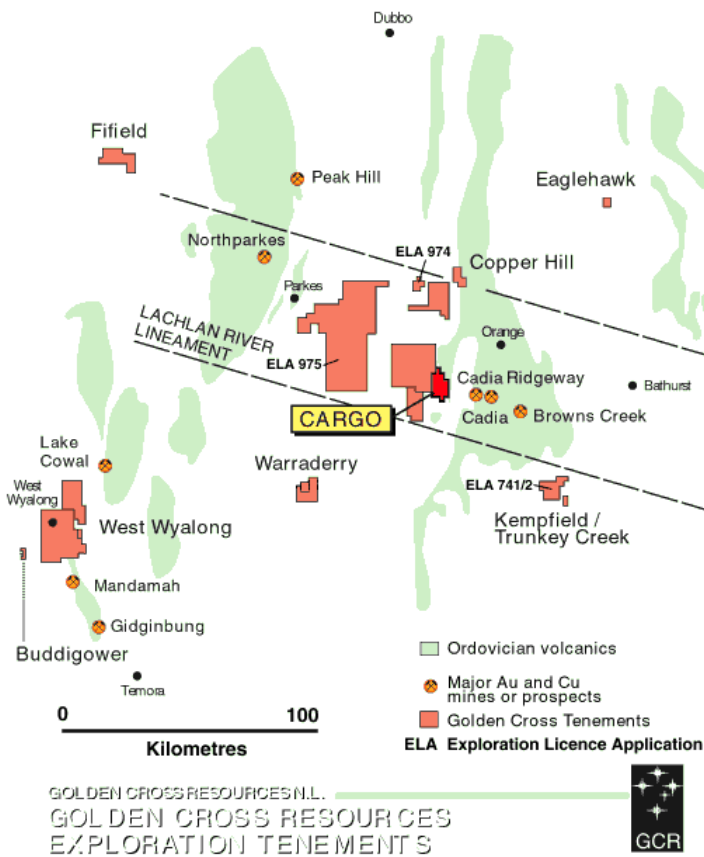 Dubbo
Fifield
Peak Hill
Eaglehawk
Northparkes
ELA 974
Copper Hill
Parkes
LACHLAN RIVER
LINEAMENT
Orange
ELA 975
Cadia Ridgeway
Bathurst
CARGO
Cadia
Browns Creek
Lake
Cowal
Warraderry
West
Wyalong
ELA 741/2
West Wyalong
Kempfield /
Trunkey Creek
Mandamah
Gidginbung
Buddigower
Temora
Ordovician volcanics
Major Au and Cu
mines or prospects
Golden Cross Tenements
ELA Exploration Licence Application
0 100
Kilometres
GOLDEN CROSS RESOURCES N.L.
GOLDEN CROSS RESOURCES
EXPLORATION TENEMENTS
GCR